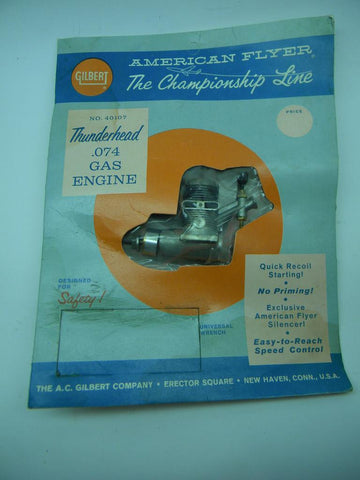 GILBERT
AMERICAN FLYER®
The Championship Line
NO. 40107
Thunderhead
.074
GAS
ENGINE
PRICE
DESIGNED
FOR
Safety!
Quick Recoil
Starting!
•
No Priming!
•
Exclusive
American Flyer
Silencer!
•
Easy-to-Reach
Speed Control
UNIVERSAL
WRENCH
THE A.C. GILBERT COMPANY • ERECTOR SQUARE • NEW HAVEN, CONN., U.S.A.